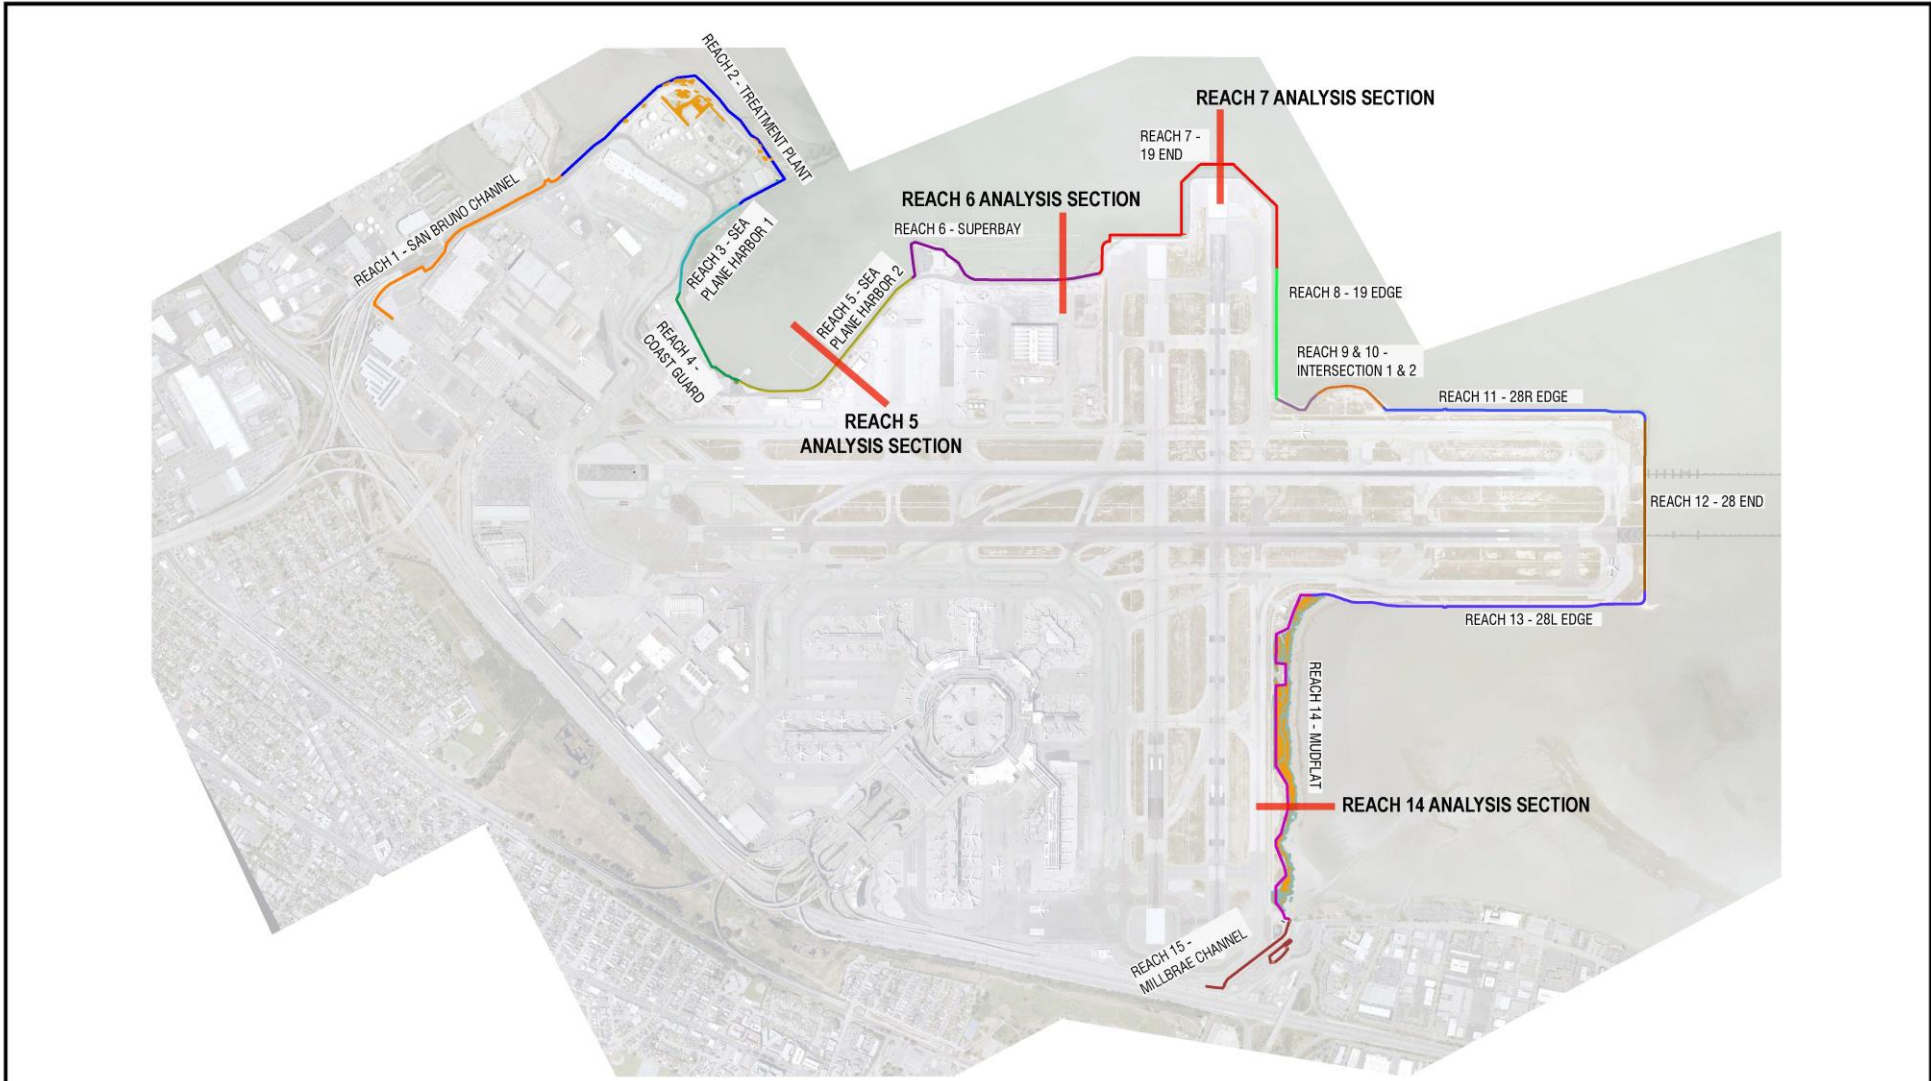 REACH 2 - TREATMENT PLANT
REACH 7 ANALYSIS SECTION
REACH 7 -
19 END
REACH 1 - SAN BRUNO CHANNEL
REACH 6 ANALYSIS SECTION
REACH 6 - SUPERBAY
REACH 3 - SEA
PLANE HARBOR 1
REACH 5 - SEA
PLANE HARBOR 2
REACH 8 - 19 EDGE
REACH 4 -
COAST GUARD
REACH 9 & 10 -
INTERSECTION 1 & 2
REACH 11 - 28R EDGE
REACH 5
ANALYSIS SECTION
REACH 12 - 28 END
REACH 13 - 28L EDGE
REACH 14 - MUDFLAT
REACH 14 ANALYSIS SECTION
REACH 15 -
MILLBRAE CHANNEL